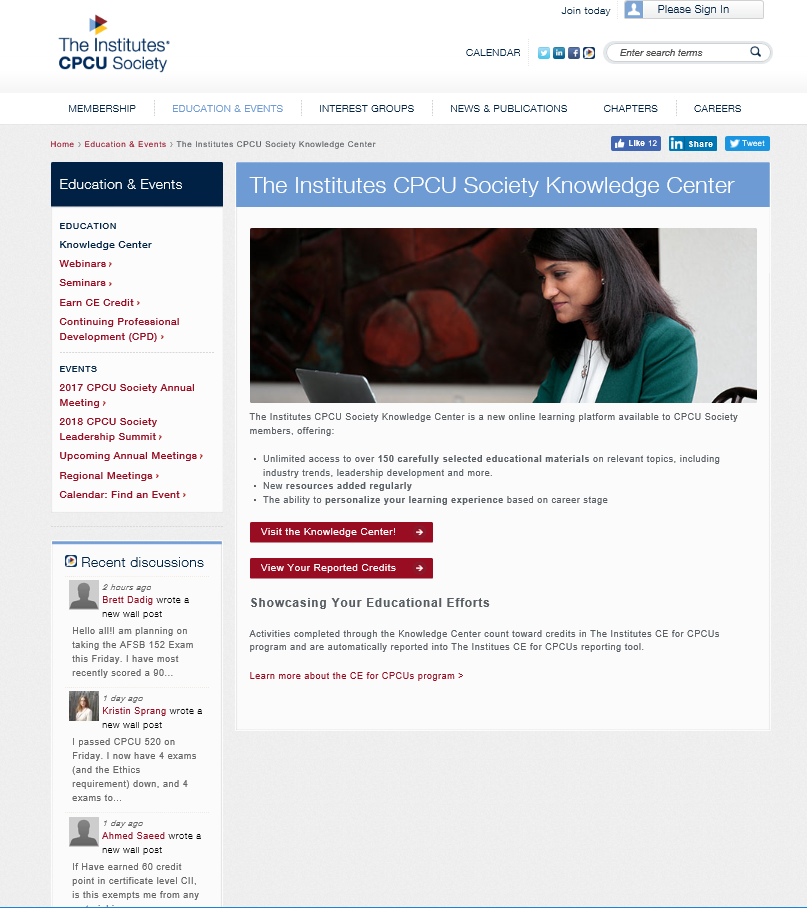 Join today
Please Sign In
The Institutes
CPCU Society
CALENDAR
Enter search terms
MEMBERSHIP
EDUCATION & EVENTS
INTEREST GROUPS
NEWS & PUBLICATIONS
CHAPTERS
CAREERS
Home › Education & Events › The Institutes CPCU Society Knowledge Center
Like 12
Share
Tweet
Education & Events
EDUCATION
Knowledge Center
Webinars ›
Seminars ›
Earn CE Credit ›
Continuing Professional
Development (CPD) ›
EVENTS
2017 CPCU Society Annual
Meeting ›
2018 CPCU Society
Leadership Summit ›
Upcoming Annual Meetings ›
Regional Meetings ›
Calendar: Find an Event ›
Recent discussions
2 hours ago
Brett Dadig wrote a
new wall post
Hello all!I am planning on
taking the AFSB 152 Exam
this Friday. I have most
recently scored a 90...
1 day ago
Kristin Sprang wrote a
new wall post
I passed CPCU 520 on
Friday. I now have 4 exams
(and the Ethics
requirement) down, and 4
exams to...
1 day ago
Ahmed Saeed wrote a
new wall post
If Have earned 60 credit
point in certificate level CII,
is this exempts me from any
The Institutes CPCU Society Knowledge Center
The Institutes CPCU Society Knowledge Center is a new online learning platform available to CPCU Society
members, offering:
• Unlimited access to over 150 carefully selected educational materials on relevant topics, including
industry trends, leadership development and more.
• New resources added regularly
• The ability to personalize your learning experience based on career stage
Visit the Knowledge Center!
View Your Reported Credits
Showcasing Your Educational Efforts
Activities completed through the Knowledge Center count toward credits in The Institutes CE for CPCUs
program and are automatically reported into The Institues CE for CPCUs reporting tool.
Learn more about the CE for CPCUs program >